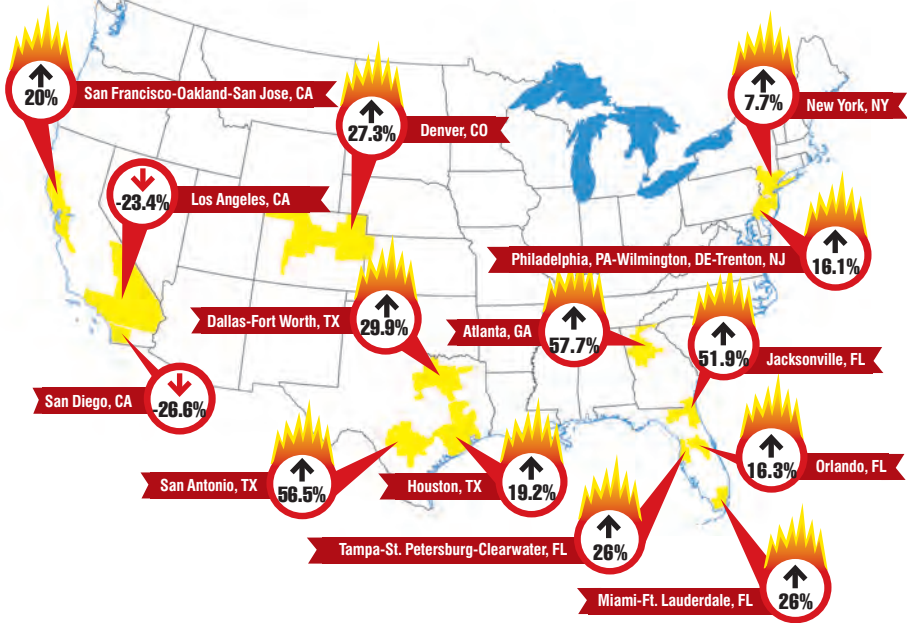 20%
San Francisco-Oakland-San Jose, CA
27.3%
Denver, CO
7.7%
New York, NY
-23.4%
Los Angeles, CA
Philadelphia, PA-Wilmington, DE-Trenton, NJ
16.1%
Dallas-Fort Worth, TX
29.9%
Atlanta, GA
57.7%
51.9%
Jacksonville, FL
San Diego, CA
-26.6%
San Antonio, TX
56.5%
Houston, TX
19.2%
16.3%
Orlando, FL
Tampa-St. Petersburg-Clearwater, FL
26%
Miami-Ft. Lauderdale, FL
26%